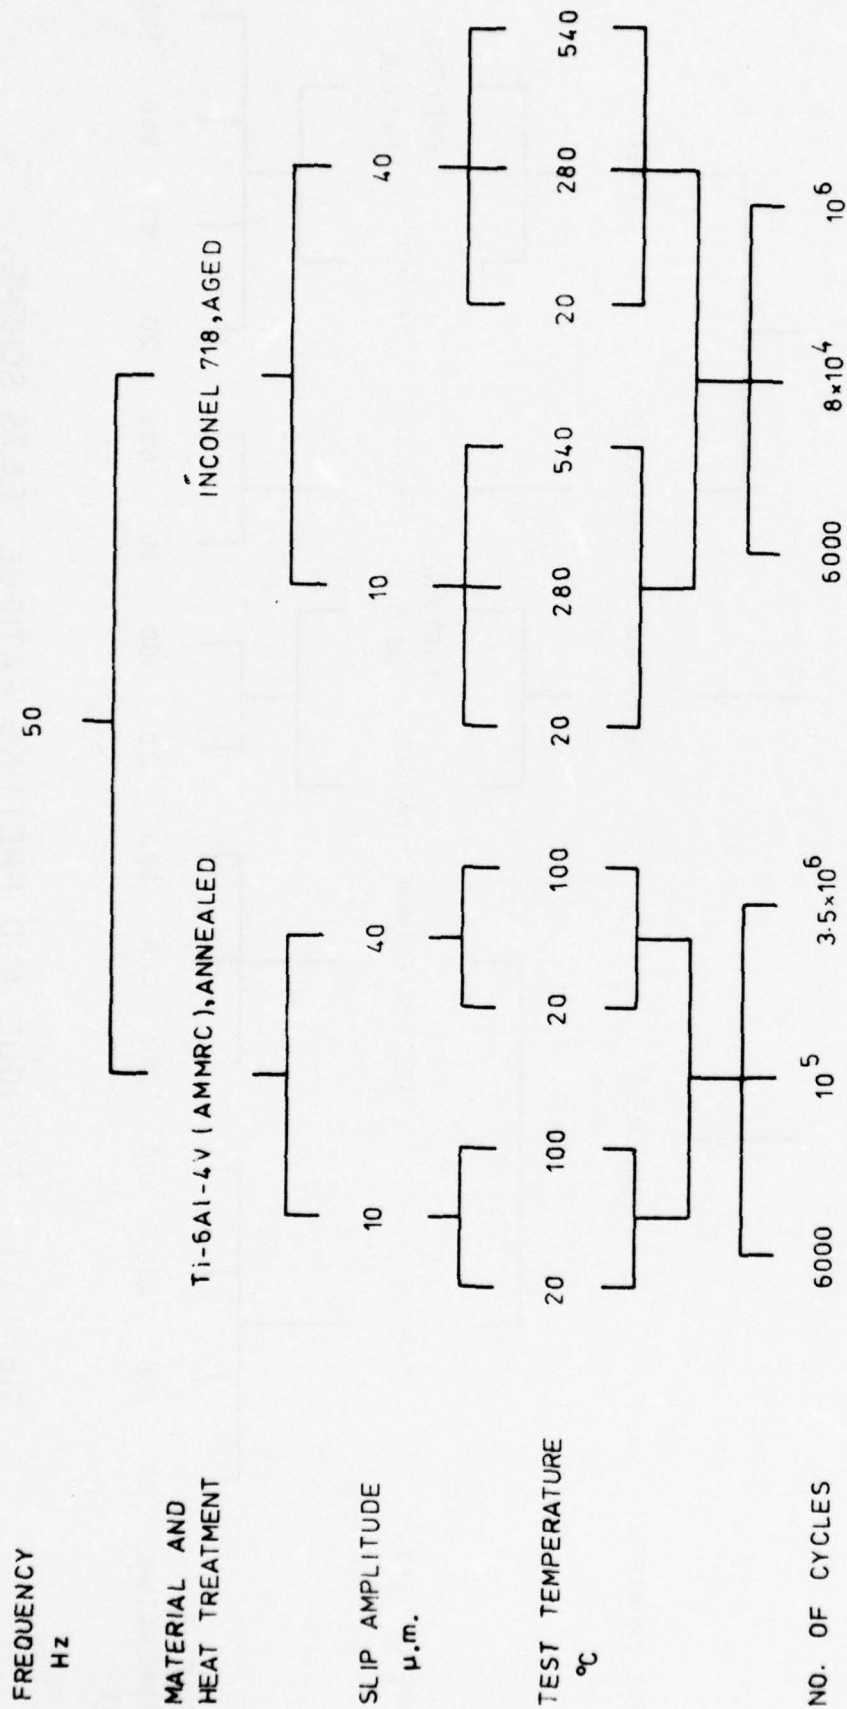 FREQUENCY
Hz
50
MATERIAL AND
HEAT TREATMENT
Ti-6Al-4V (AMMRC), ANNEALED
INCONEL 718, AGED
SLIP AMPLITUDE
μ.m.
10 40 10 40
TEST TEMPERATURE
°C
20 100 20 100 20 280 540 20 280 540
NO. OF CYCLES
6000 10⁵ 3·5×10⁶ 6000 8×10⁴ 10⁶